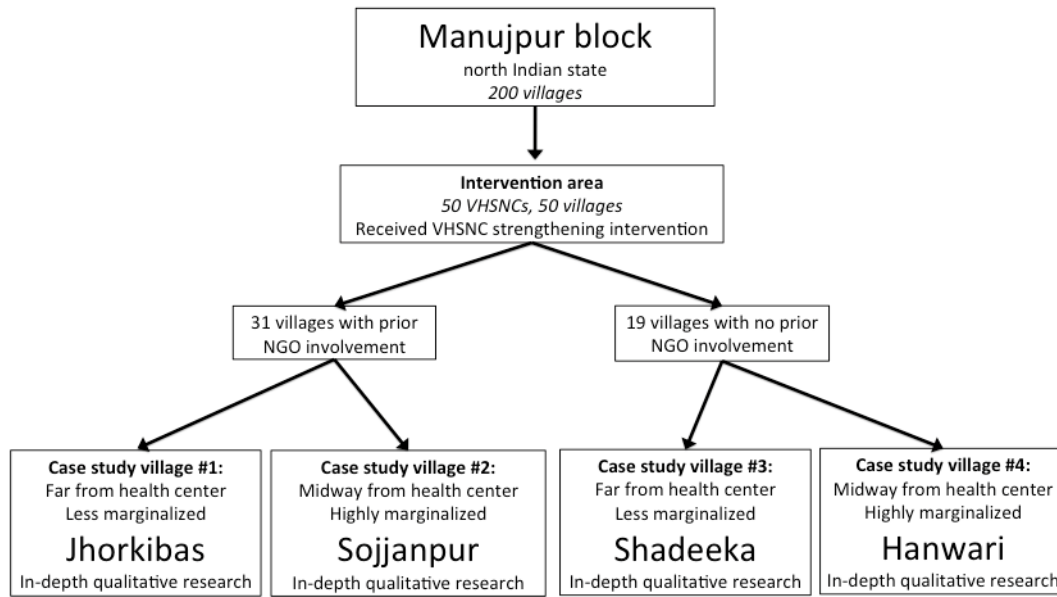 Manujpur block
north Indian state
200 villages
Intervention area
50 VHSNCs, 50 villages
Received VHSNC strengthening intervention
31 villages with prior
NGO involvement
19 villages with no prior
NGO involvement
Case study village #1:
Far from health center
Less marginalized
Jhorkibas
In-depth qualitative research
Case study village #2:
Midway from health center
Highly marginalized
Sojjanpur
In-depth qualitative research
Case study village #3:
Far from health center
Less marginalized
Shadeeka
In-depth qualitative research
Case study village #4:
Midway from health center
Highly marginalized
Hanwari
In-depth qualitative research